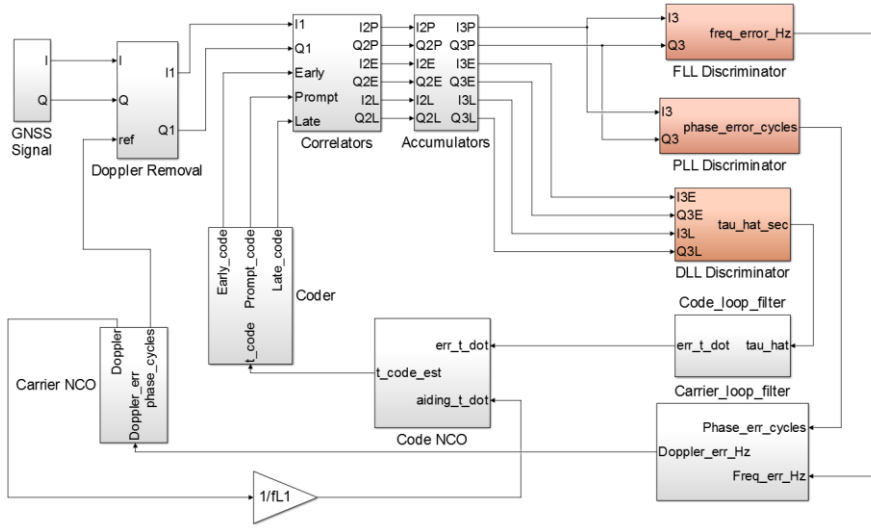 I
Q
GNSS
Signal
I
Q
ref
I1
Q1
Doppler Removal
I1
Q1
Early
Prompt
Late
I2P
Q2P
I2E
Q2E
I2L
Q2L
Correlators
I2P
Q2P
I2E
Q2E
I2L
Q2L
I3P
Q3P
I3E
Q3E
I3L
Q3L
Accumulators
I3
Q3
freq_error_Hz
FLL Discriminator
I3
Q3
phase_error_cycles
PLL Discriminator
I3E
Q3E
I3L
Q3L
tau_hat_sec
DLL Discriminator
Early_code
Prompt_code
Late_code
t_code
Coder
Code_loop_filter
err_t_dot
tau_hat
err_t_dot
t_code_est
aiding_t_dot
Code NCO
Carrier_loop_filter
Phase_err_cycles
Doppler_err_Hz
Freq_err_Hz
Carrier NCO
Doppler
phase_cycles
Doppler_err
1/fL1